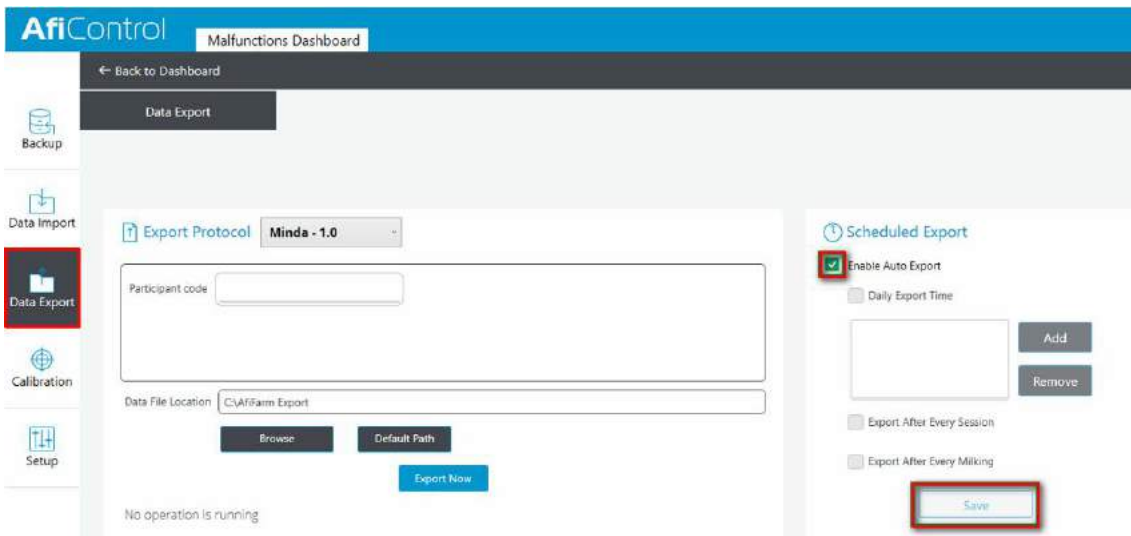 AfiControl
Malfunctions Dashboard
← Back to Dashboard
Data Export
Backup
Data Import
Data Export
Calibration
Setup
Export Protocol
Minda - 1.0
Participant code
Data File Location
C:\AfiFarm Export
Browse
Default Path
Export Now
No operation is running
Scheduled Export
Enable Auto Export
Daily Export Time
Add
Remove
Export After Every Session
Export After Every Milking
Save